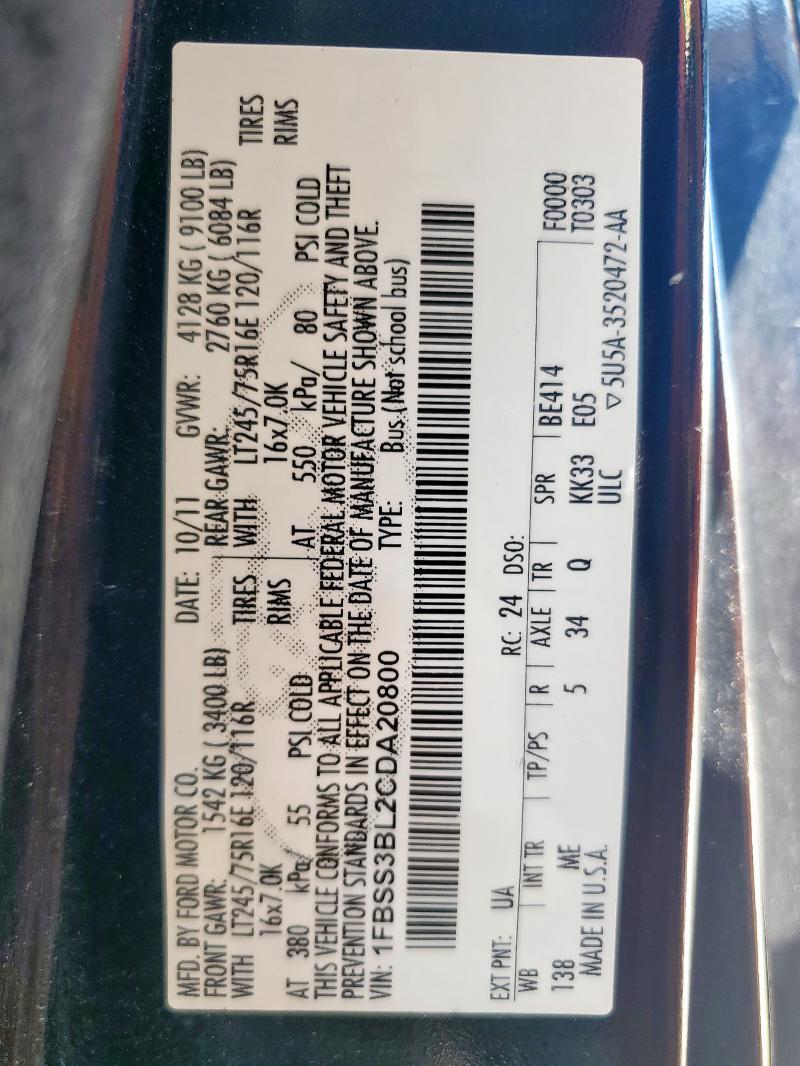 MFD. BY FORD MOTOR CO. DATE: 10/11 GVWR: 4128 KG ( 9100 LB)
FRONT GAWR: 1542 KG ( 3400 LB) REAR GAWR: 2760 KG ( 6084 LB)
WITH LT245/75R16E 120/116R TIRES WITH LT245/75R16E 120/116R TIRES
16x7.0K RIMS 16x7.0K RIMS
AT 380 kPa/ 55 PSI COLD AT 550 kPa/ 80 PSI COLD
THIS VEHICLE CONFORMS TO ALL APPLICABLE FEDERAL MOTOR VEHICLE SAFETY AND THEFT
PREVENTION STANDARDS IN EFFECT ON THE DATE OF MANUFACTURE SHOWN ABOVE.
VIN: 1FBSS3BL2CDA20800 TYPE: Bus (Not school bus)
EXT PNT: UA RC: 24 DSO:
WB INT TR TP/PS R AXLE TR SPR BE414 F0000
138 ME 5 34 Q KK33 E05 T0303
MADE IN U.S.A. ULC ▽5U5A-3520472-AA